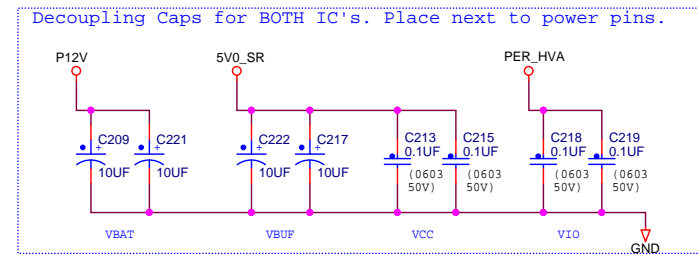 Decoupling Caps for BOTH IC's. Place next to power pins.
P12V 5V0_SR PER_HVA
C209 C221 C222 C217 C213 C215 C218 C219
+ + + + 0.1UF 0.1UF 0.1UF 0.1UF
10UF 10UF 10UF 10UF (0603 (0603 (0603 (0603
50V) 50V) 50V) 50V)
VBAT VBUF VCC VIO
GND